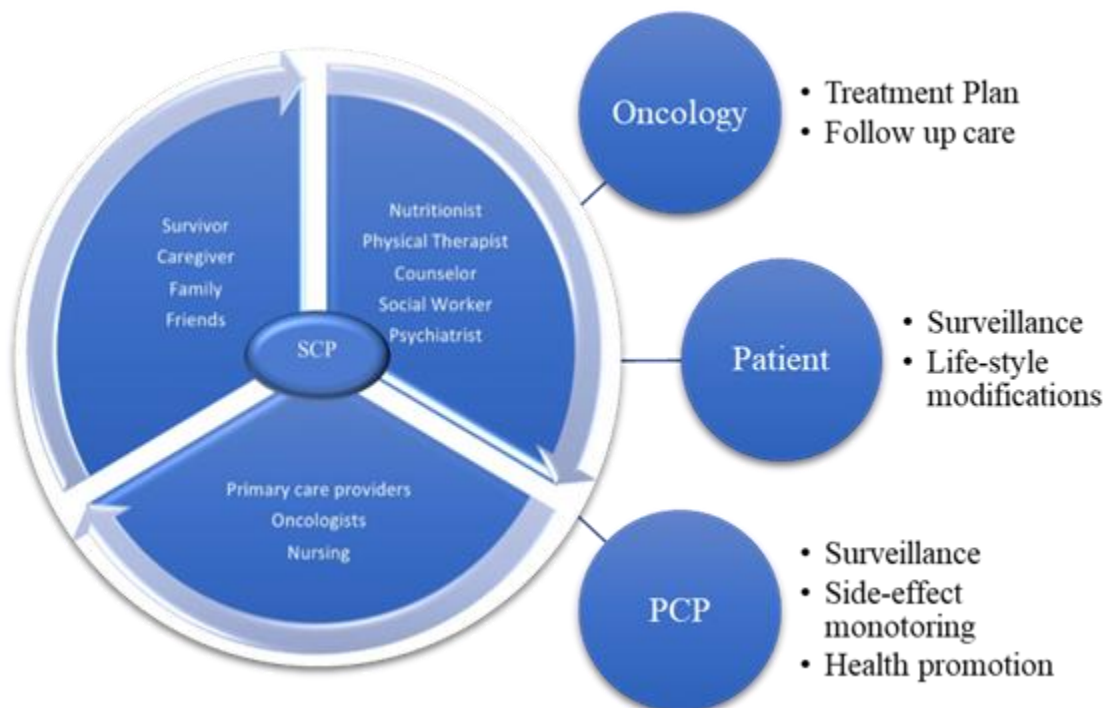 Survivor
Caregiver
Family
Friends
Nutritionist
Physical Therapist
Counselor
Social Worker
Psychiatrist
SCP
Primary care providers
Oncologists
Nursing
Oncology
• Treatment Plan
• Follow up care
Patient
• Surveillance
• Life-style
modifications
PCP
• Surveillance
• Side-effect
monotoring
• Health promotion